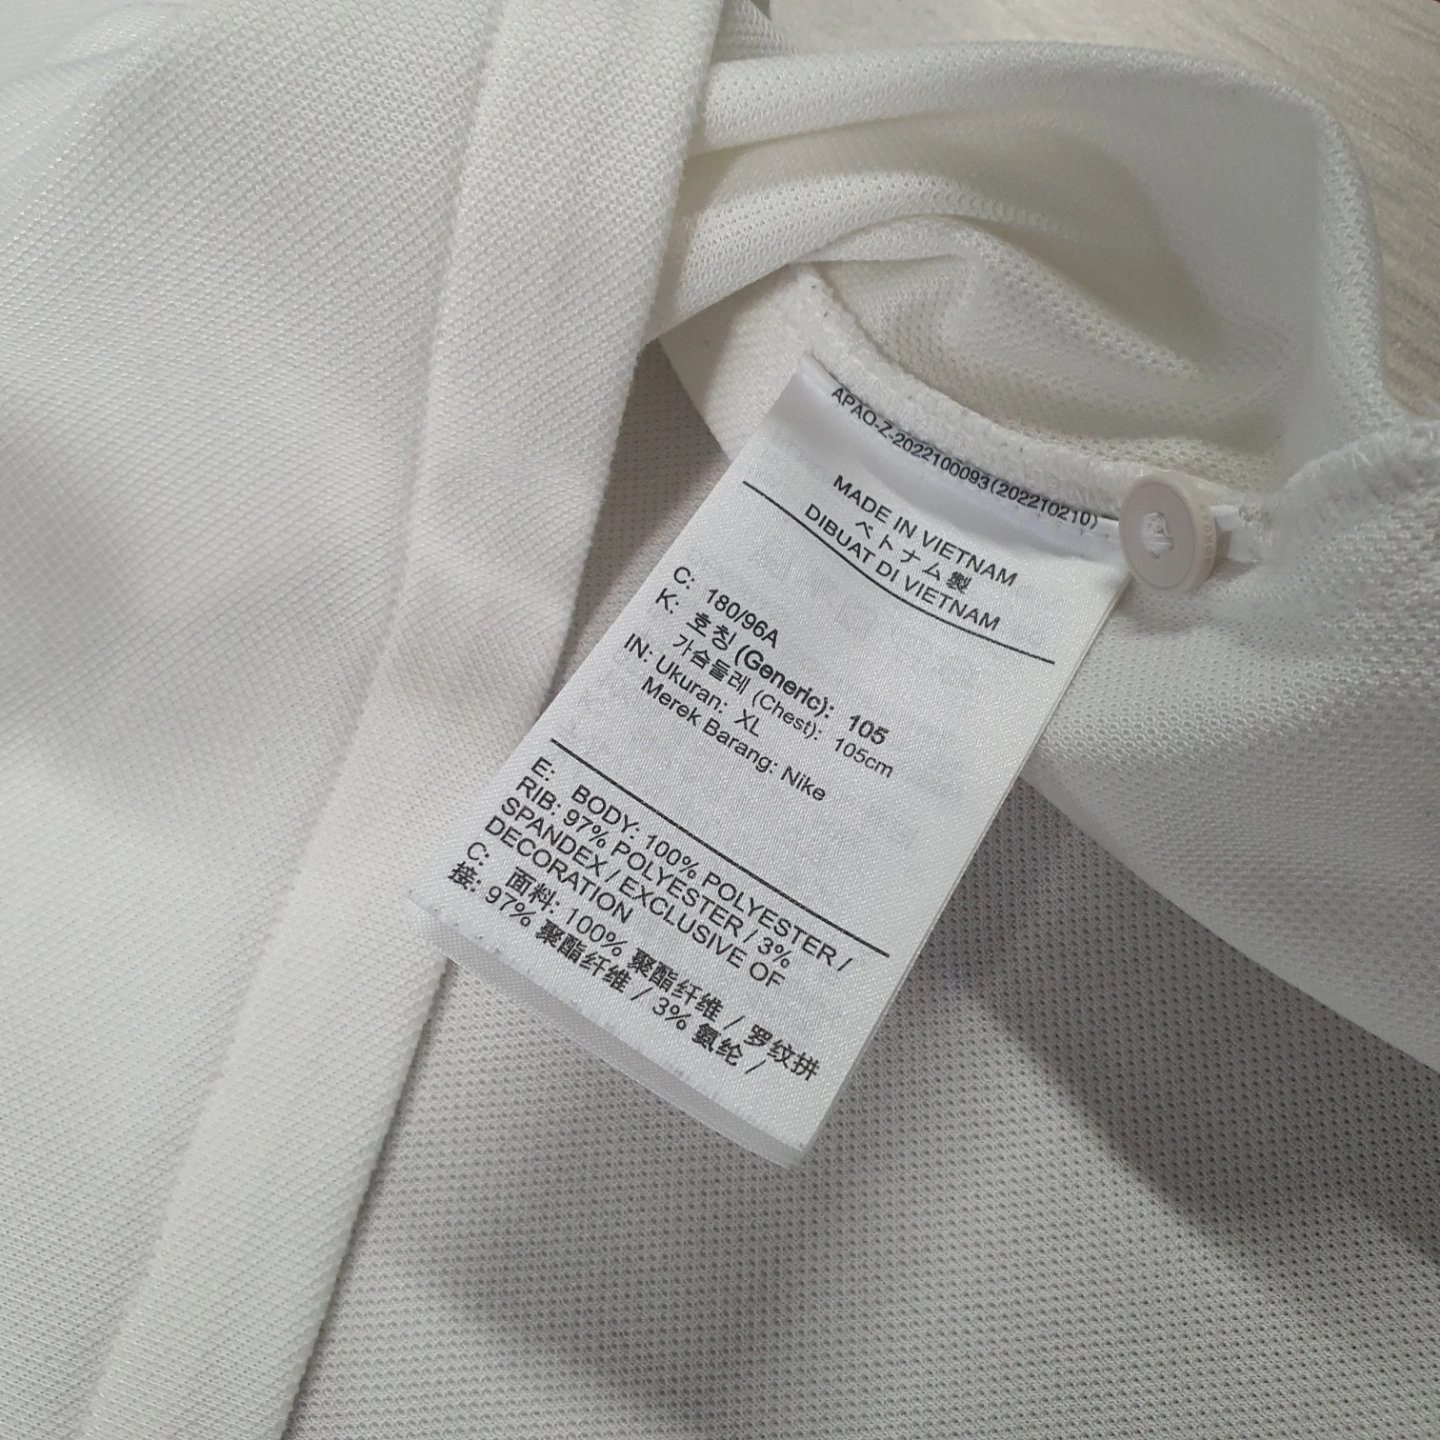 APAO-Z-2022100093(202210210)
MADE IN VIETNAM
ベトナム製
DIBUAT DI VIETNAM
C: 180/96A
K: 호칭 (Generic): 105
가슴둘레 (Chest): 105cm
IN: Ukuran: XL
Merek Barang: Nike
E: BODY: 100% POLYESTER /
RIB: 97% POLYESTER / 3%
SPANDEX / EXCLUSIVE OF
DECORATION
C: 面料: 100% 聚酯纤维 / 罗纹拼
接: 97% 聚酯纤维 / 3% 氨纶 /